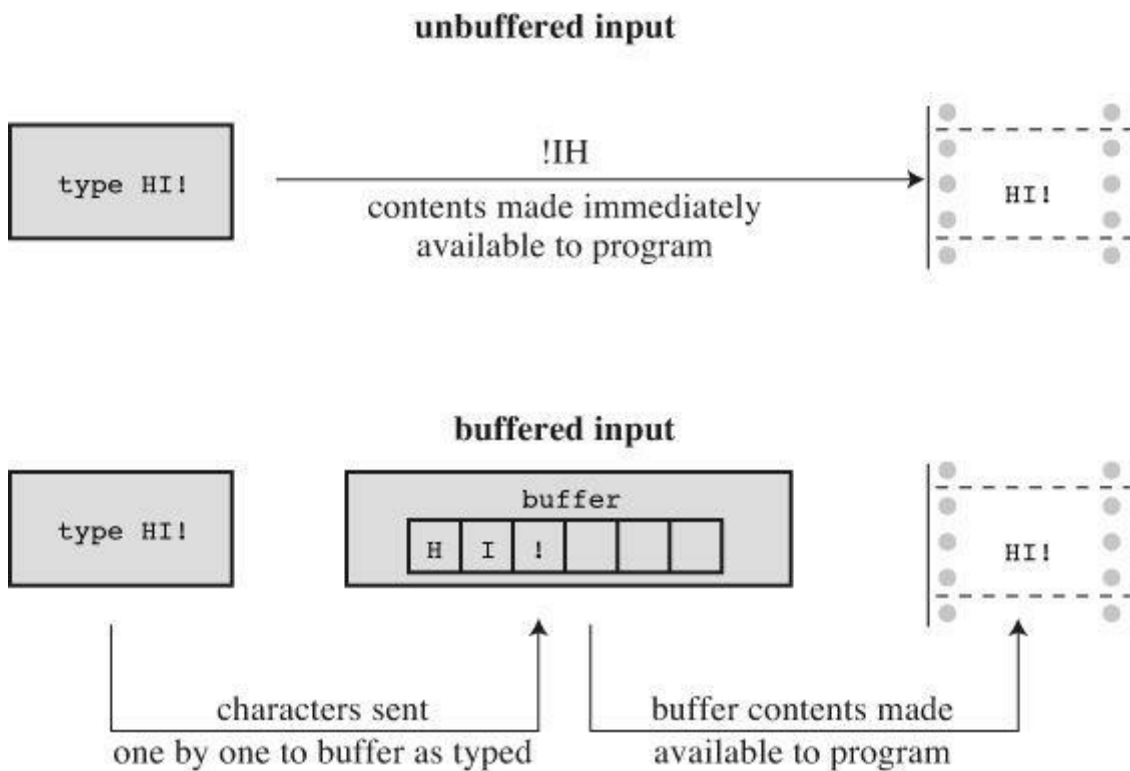 unbuffered input
type HI!
!IH
contents made immediately
available to program
HI!
buffered input
type HI!
buffer
H I !
HI!
characters sent
one by one to buffer as typed
buffer contents made
available to program